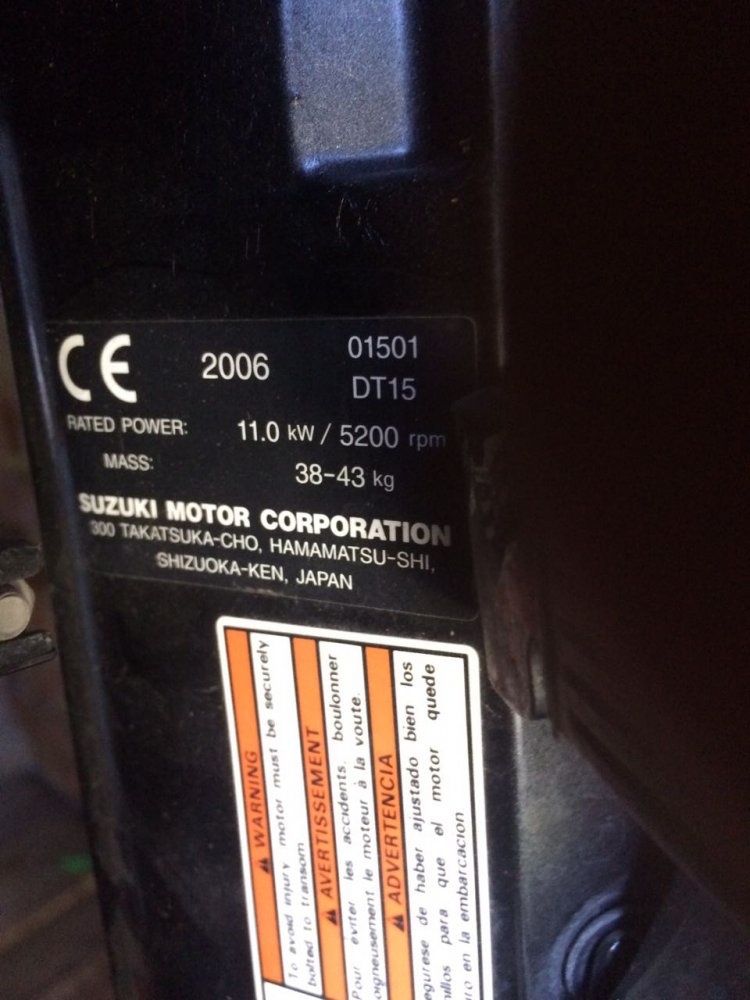 CE 2006 01501
DT15
RATED POWER: 11.0 kW / 5200 rpm
MASS: 38-43 kg
SUZUKI MOTOR CORPORATION
300 TAKATSUKA-CHO, HAMAMATSU-SHI,
SHIZUOKA-KEN, JAPAN
WARNING
To avoid injury motor must be securely
bolted to transom
AVERTISSEMENT
Pour éviter les accidents, boulonner
soigneusement le moteur à la voute.
ADVERTENCIA
de haber ajustado bien los
para que el motor quede
en la embarcacion